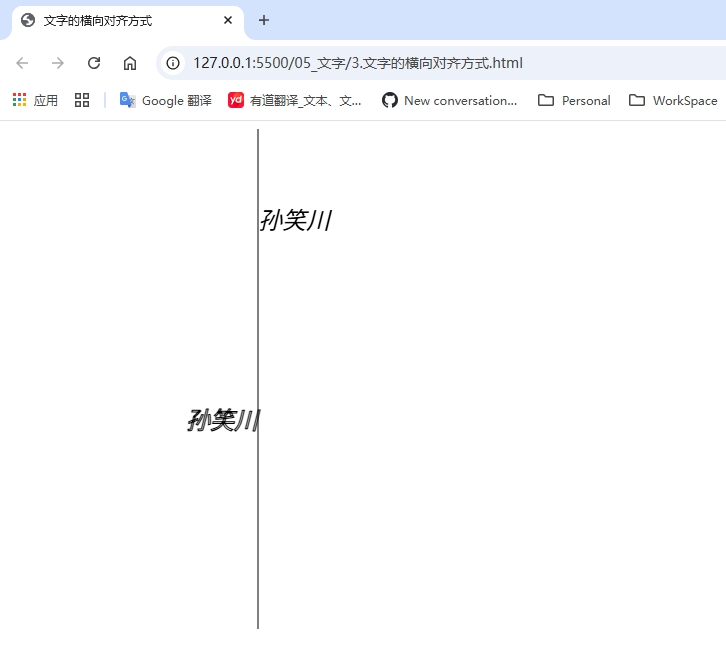 文字的横向对齐方式
127.0.0.1:5500/05_文字/3.文字的横向对齐方式.html
应用 Google 翻译 yd 有道翻译_文本、文... New conversation... Personal WorkSpace
孙笑川
孙笑川